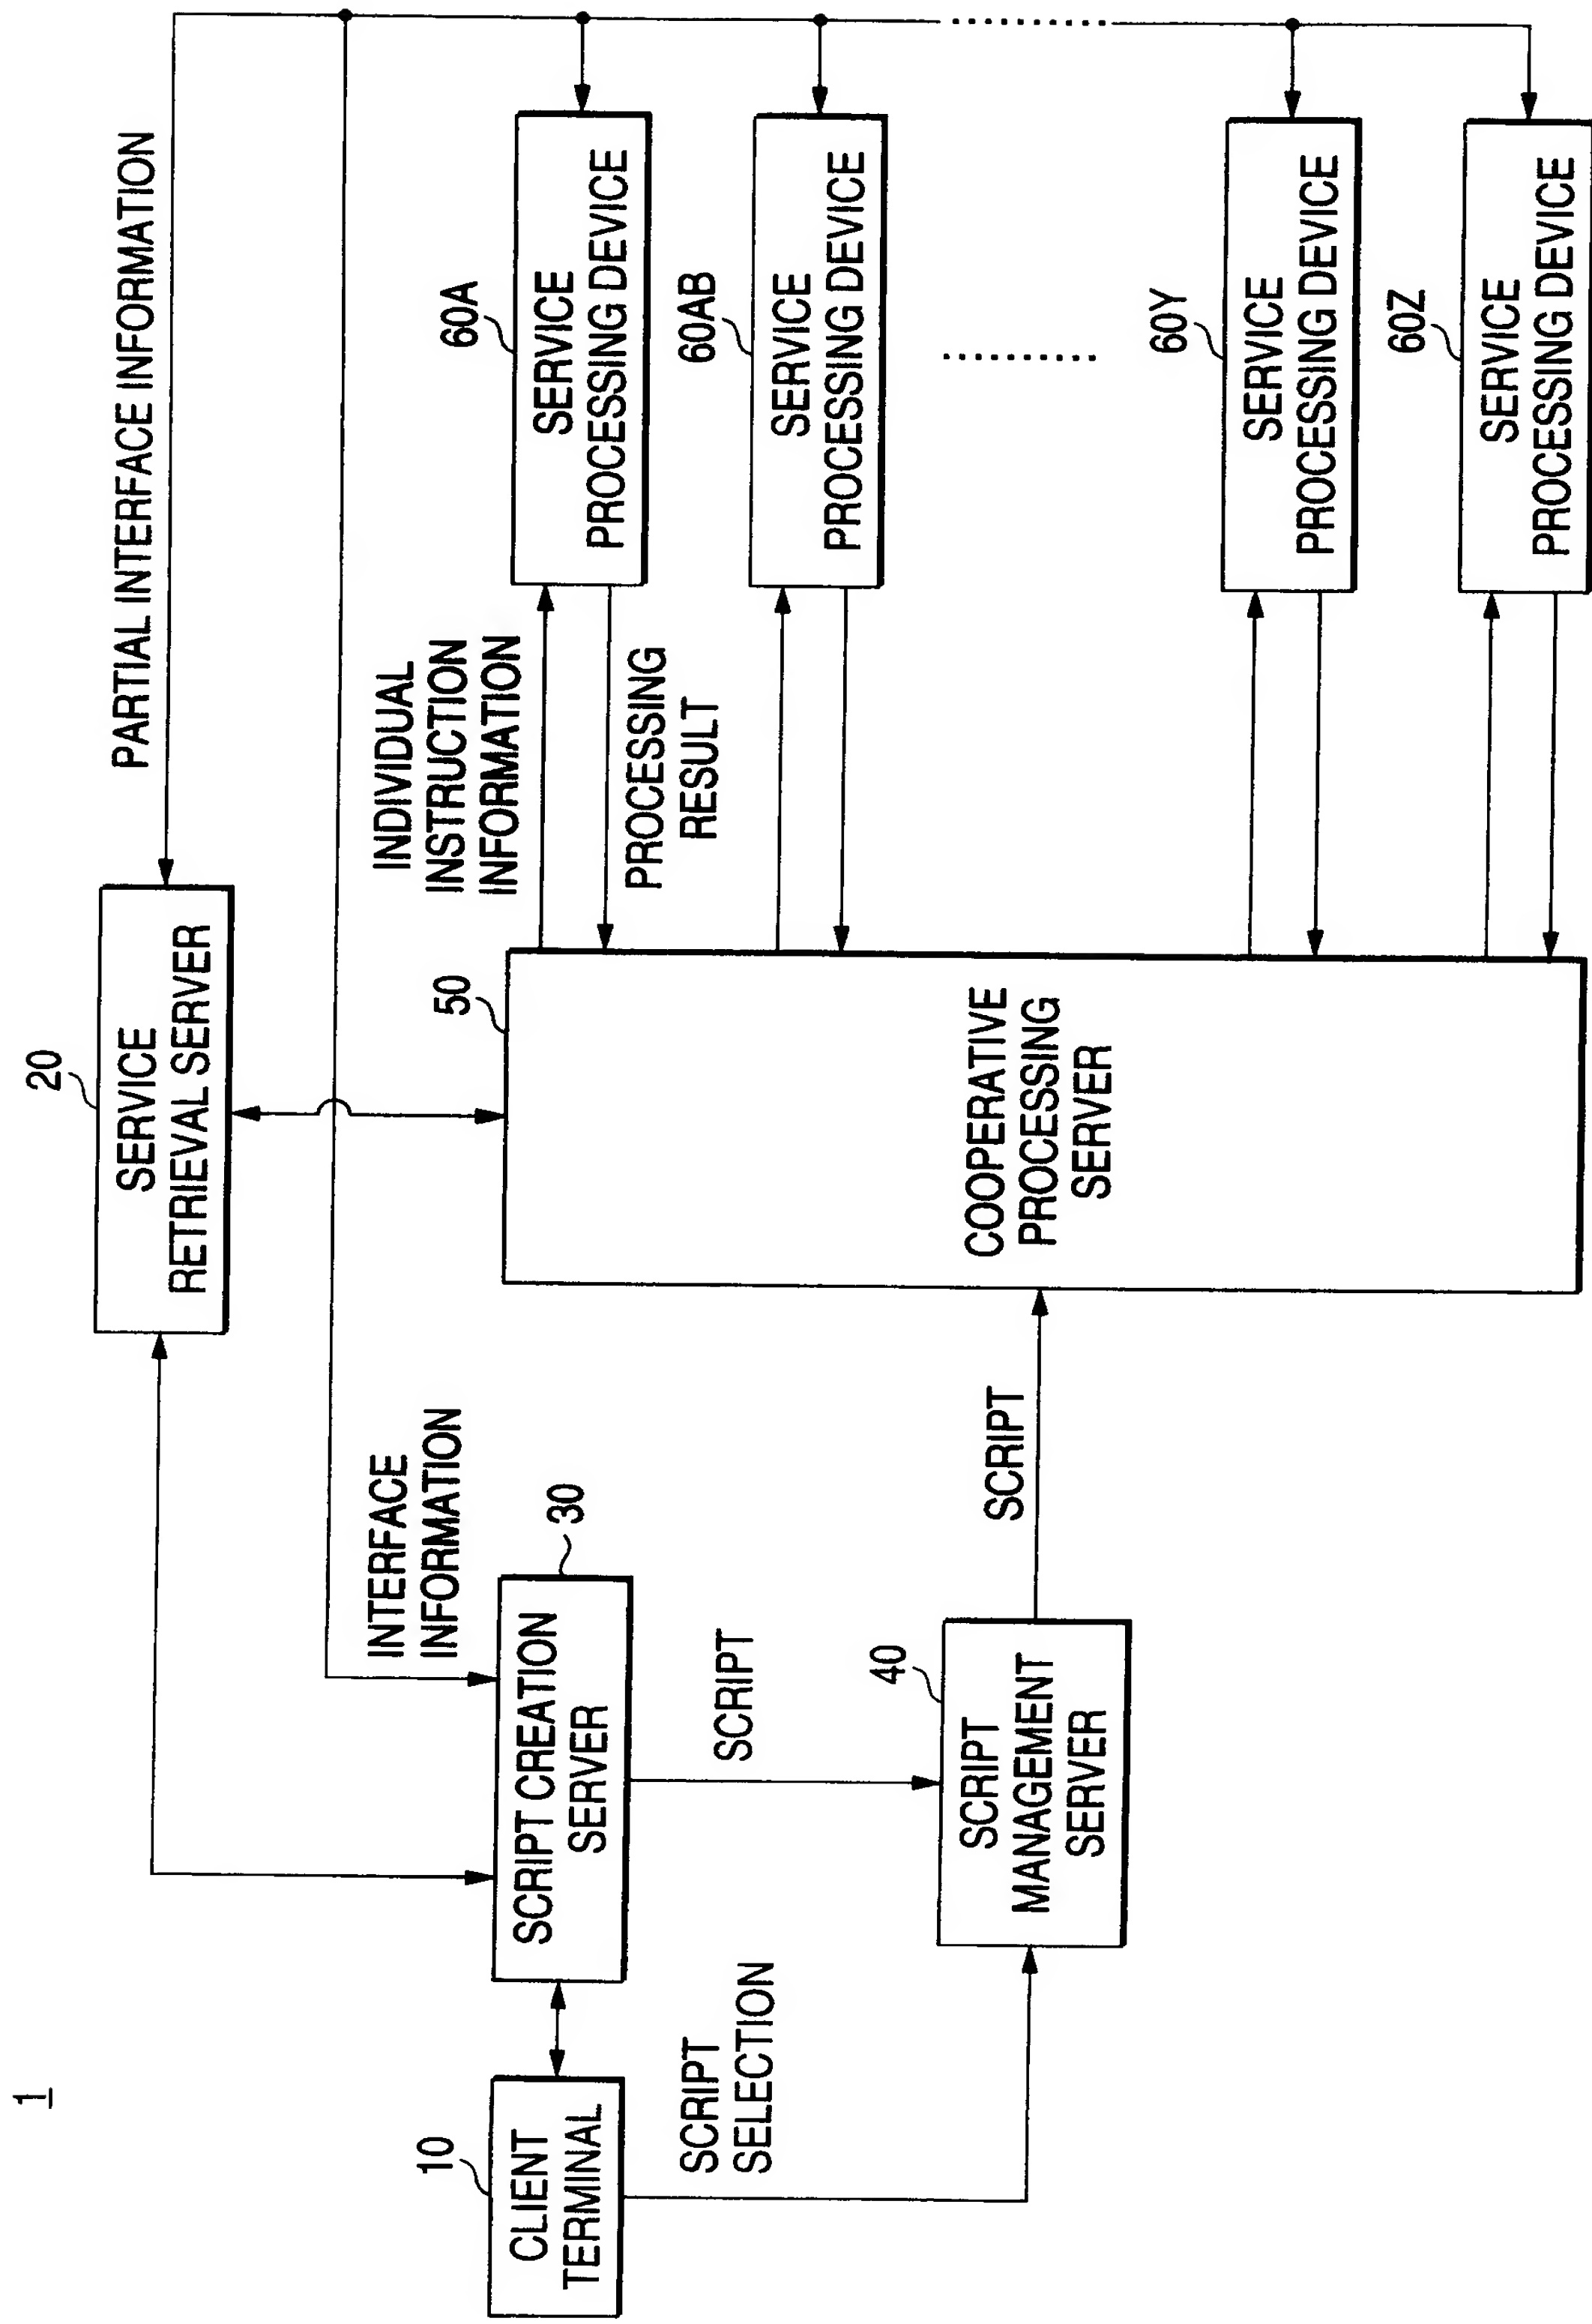 1
PARTIAL INTERFACE INFORMATION
20
SERVICE
RETRIEVAL SERVER
INTERFACE
INFORMATION
INDIVIDUAL
INSTRUCTION
INFORMATION
PROCESSING
RESULT
10
CLIENT
TERMINAL
30
SCRIPT CREATION
SERVER
SCRIPT
SELECTION
SCRIPT
40
SCRIPT
MANAGEMENT
SERVER
SCRIPT
50
COOPERATIVE
PROCESSING
SERVER
60A
SERVICE
PROCESSING DEVICE
60AB
SERVICE
PROCESSING DEVICE
60Y
SERVICE
PROCESSING DEVICE
60Z
SERVICE
PROCESSING DEVICE